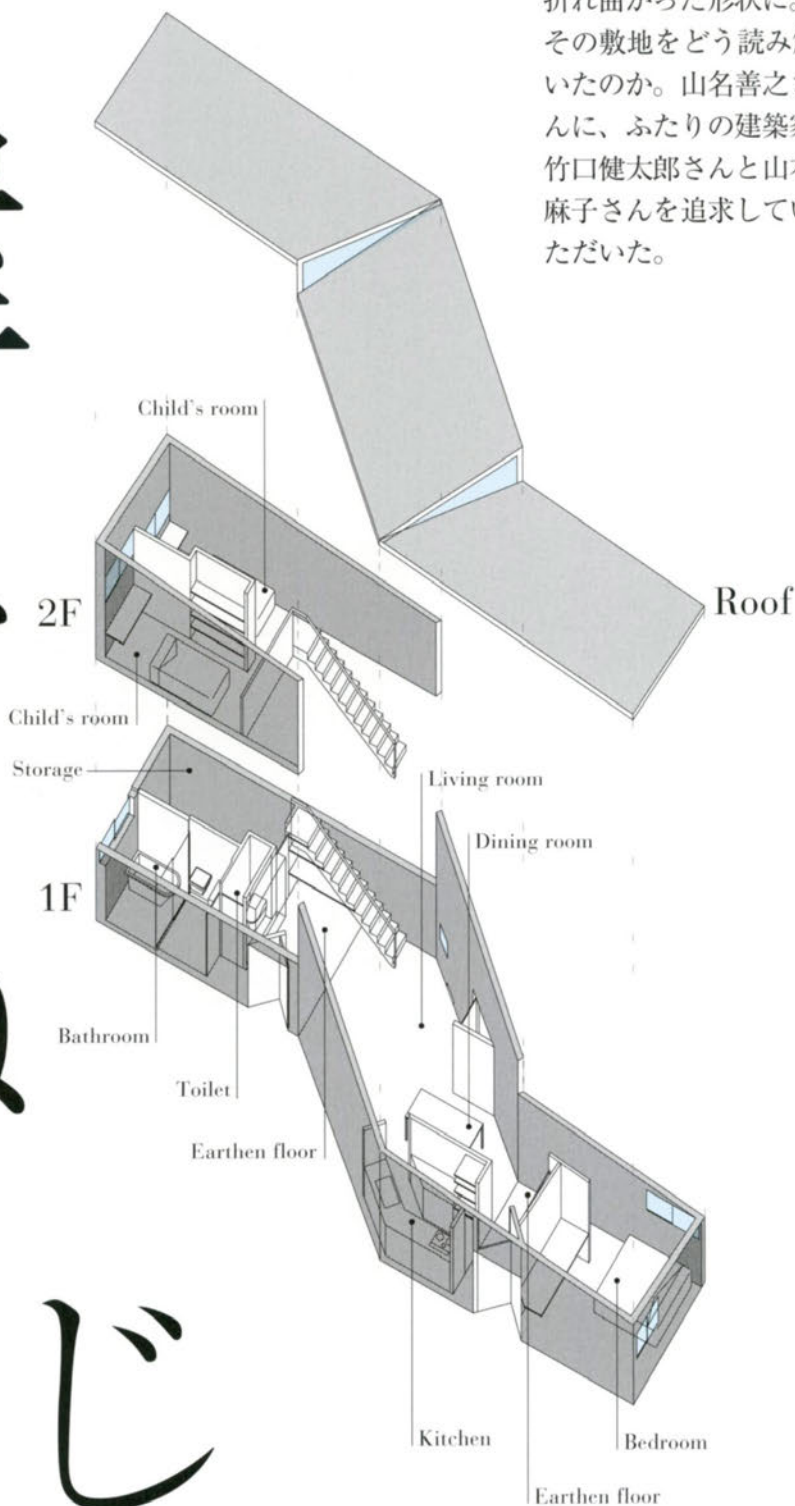 折れ曲がった形状に。
その敷地をどう読み
いたのか。山名善之
んに、ふたりの建築家
竹口健太郎さんと山本
麻子さんを追求してい
ただいた。
Child's room
2F
Roof
Child's room
Storage
Living room
Dining room
1F
Bathroom
Toilet
Earthen floor
Kitchen
Bedroom
Earthen floor
じ